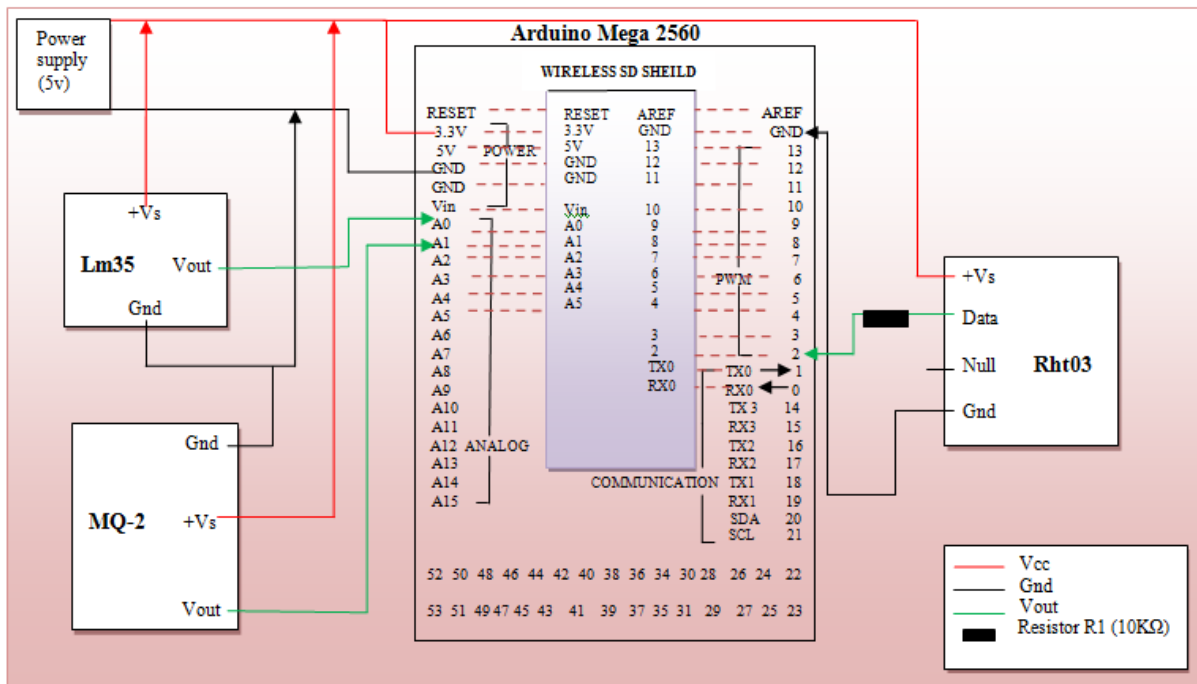 Power
supply
(5v)
Arduino Mega 2560
WIRELESS SD SHEILD
RESET
3.3V
5V
GND
GND
Vin
A0
A1
A2
A3
A4
A5
A6
A7
A8
A9
A10
A11
A12
A13
A14
A15
POWER
ANALOG
RESET
3.3V
5V
GND
GND
Vin
A0
A1
A2
A3
A4
A5
AREF
GND
13
12
11
10
9
8
7
6
5
4
3
2
TX0
RX0
PWM
COMMUNICATION
AREF
GND
13
12
11
10
9
8
7
6
5
4
3
2
TX0 1
RX0 0
TX 3 14
RX3 15
TX2 16
RX2 17
TX1 18
RX1 19
SDA 20
SCL 21
52 50 48 46 44 42 40 38 36 34 30 28 26 24 22
53 51 49 47 45 43 41 39 37 35 31 29 27 25 23
+Vs
Lm35
Vout
Gnd
Gnd
MQ-2
+Vs
Vout
+Vs
Data
Null
Rht03
Gnd
Vcc
Gnd
Vout
Resistor R1 (10KΩ)